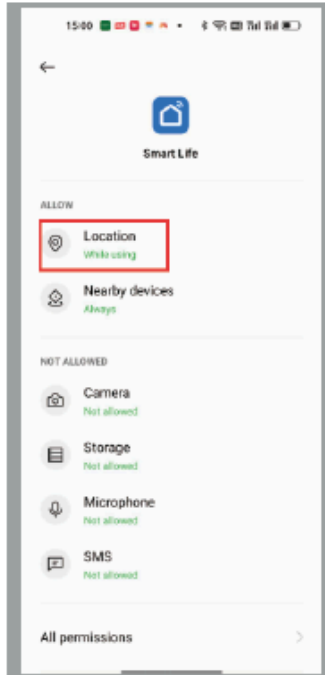 15:00
Smart Life
ALLOW
Location
While using
Nearby devices
Always
NOT ALLOWED
Camera
Not allowed
Storage
Not allowed
Microphone
Not allowed
SMS
Not allowed
All permissions